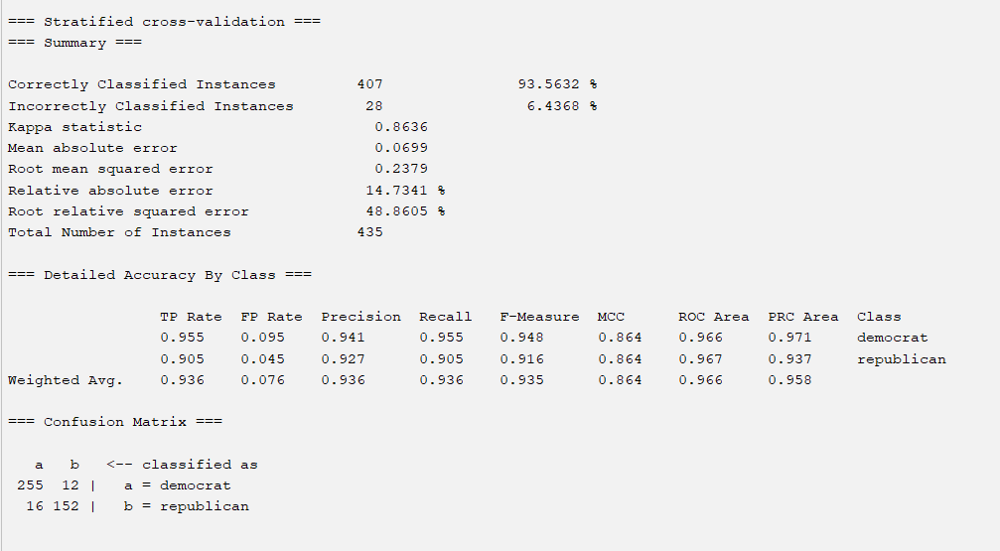 === Stratified cross-validation ===
=== Summary ===
Correctly Classified Instances 407 93.5632 %
Incorrectly Classified Instances 28 6.4368 %
Kappa statistic 0.8636
Mean absolute error 0.0699
Root mean squared error 0.2379
Relative absolute error 14.7341 %
Root relative squared error 48.8605 %
Total Number of Instances 435
=== Detailed Accuracy By Class ===
TP Rate FP Rate Precision Recall F-Measure MCC ROC Area PRC Area Class
0.955 0.095 0.941 0.955 0.948 0.864 0.966 0.971 democrat
0.905 0.045 0.927 0.905 0.916 0.864 0.967 0.937 republican
Weighted Avg. 0.936 0.076 0.936 0.936 0.935 0.864 0.966 0.958
=== Confusion Matrix ===
a b <-- classified as
255 12 | a = democrat
16 152 | b = republican